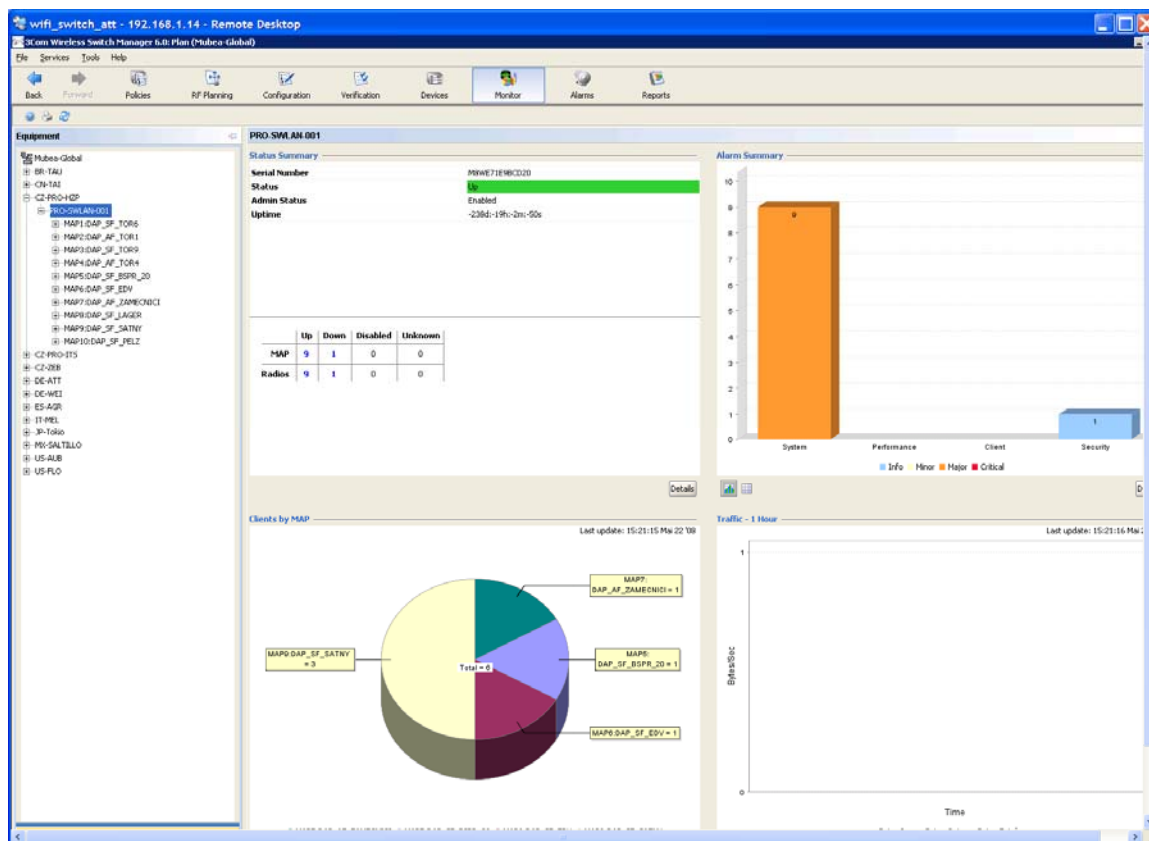 wifi_switch_att - 192.168.1.14 - Remote Desktop
3Com Wireless Switch Manager 6.0: Plan (Mubea-Global)
File Services Tools Help
Back Forward Policies RF Planning Configuration Verification Devices Monitor Alarms Reports
Equipment
Mubea-Global
BR-TAU
CN-TAI
CZ-PRO-HZP
PRO-SWLAN-001
MAP1:DAP_SF_TOR6
MAP2:DAP_AF_TOR1
MAP3:DAP_SF_TOR9
MAP4:DAP_AF_TOR4
MAP5:DAP_SF_BSPR_20
MAP6:DAP_SF_EDV
MAP7:DAP_AF_ZAMECNICI
MAP8:DAP_SF_LAGER
MAP9:DAP_SF_SATNY
MAP10:DAP_SF_PELZ
CZ-PRO-ITS
CZ-ZEB
DE-ATT
DE-WEI
ES-AGR
IT-MEL
JP-Tokio
MX-SALTILLO
US-AUB
US-FLO
PRO-SWLAN-001
Status Summary
Serial Number M8WE71E9BCD20
Status Up
Admin Status Enabled
Uptime -238d:-19h:-2m:-50s
Up Down Disabled Unknown
MAP 9 1 0 0
Radios 9 1 0 0
Details
Alarm Summary
10
9
8
7
6
5
4
3
2
1
0
9
1
System Performance Client Security
Info Minor Major Critical
D
Clients by MAP
Last update: 15:21:15 Mai 22 '08
MAP7:
DAP_AF_ZAMECNICI = 1
MAP9:DAP_SF_SATNY
= 3
Total = 6
MAP5:
DAP_SF_BSPR_20 = 1
MAP6:DAP_SF_EDV = 1
Traffic - 1 Hour
Last update: 15:21:16 Mai
1
Bytes/Sec
0
Time